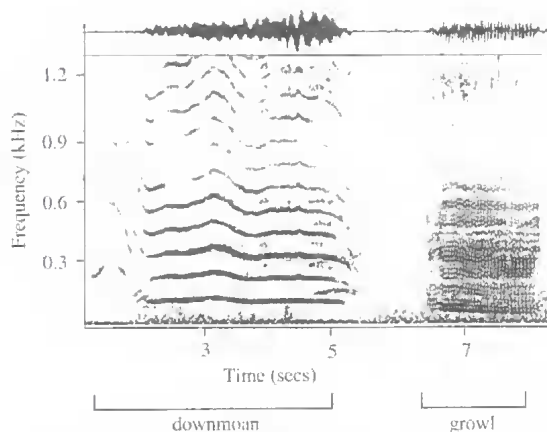 1.2
0.9
0.6
0.3
Frequency (kHz)
3 5 7
Time (secs)
downmoan growl